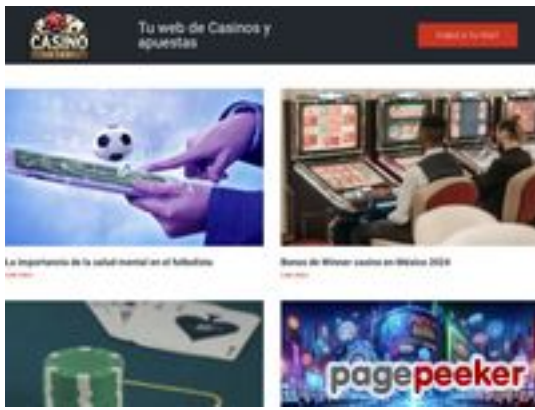 CASINO
Tu web de Casinos y
apuestas
La importancia de la salud mental en el futbolista
Bonus de Winner casino en México 2024
pagepeeker